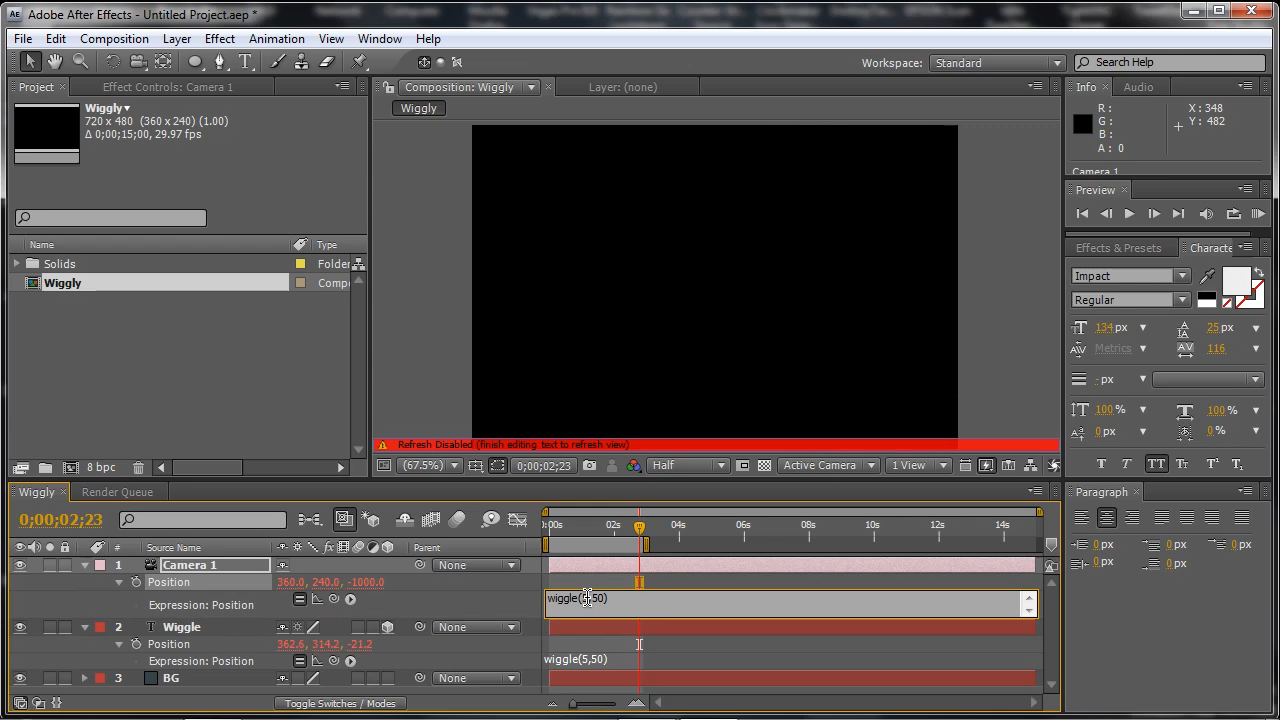 Adobe After Effects - Untitled Project.aep *
File Edit Composition Layer Effect Animation View Window Help
Workspace: Standard Search Help
Project Effect Controls: Camera 1 Composition: Wiggly Layer: (none) Info Audio
Wiggly
720 x 480 (360 x 240) (1.00)
Δ 0;00;15;00, 29.97 fps
Wiggly
R :
G :
B :
A : 0
X : 348
Y : 482
Camera 1
Preview
Name Type
Solids Folder
Wiggly Compo
Effects & Presets Characte
Impact
Regular
134 px 25 px
Metrics 116
- px
100 % 100 %
0 px 0 %
T T TT Tr T¹ T₁
Refresh Disabled (finish editing text to refresh view)
8 bpc
(67.5%) 0;00;02;23 Half Active Camera 1 View
Wiggly Render Queue Paragraph
0;00;02;23
:00s 02s 04s 06s 08s 10s 12s 14s
# Source Name Parent
1 Camera 1 None
Position 360.0, 240.0, -1000.0
Expression: Position wiggle(5,50)
2 T Wiggle None
Position 362.6, 314.2, -21.2
Expression: Position wiggle(5,50)
3 BG None
Toggle Switches / Modes
0 px 0 px 0 px
0 px 0 px